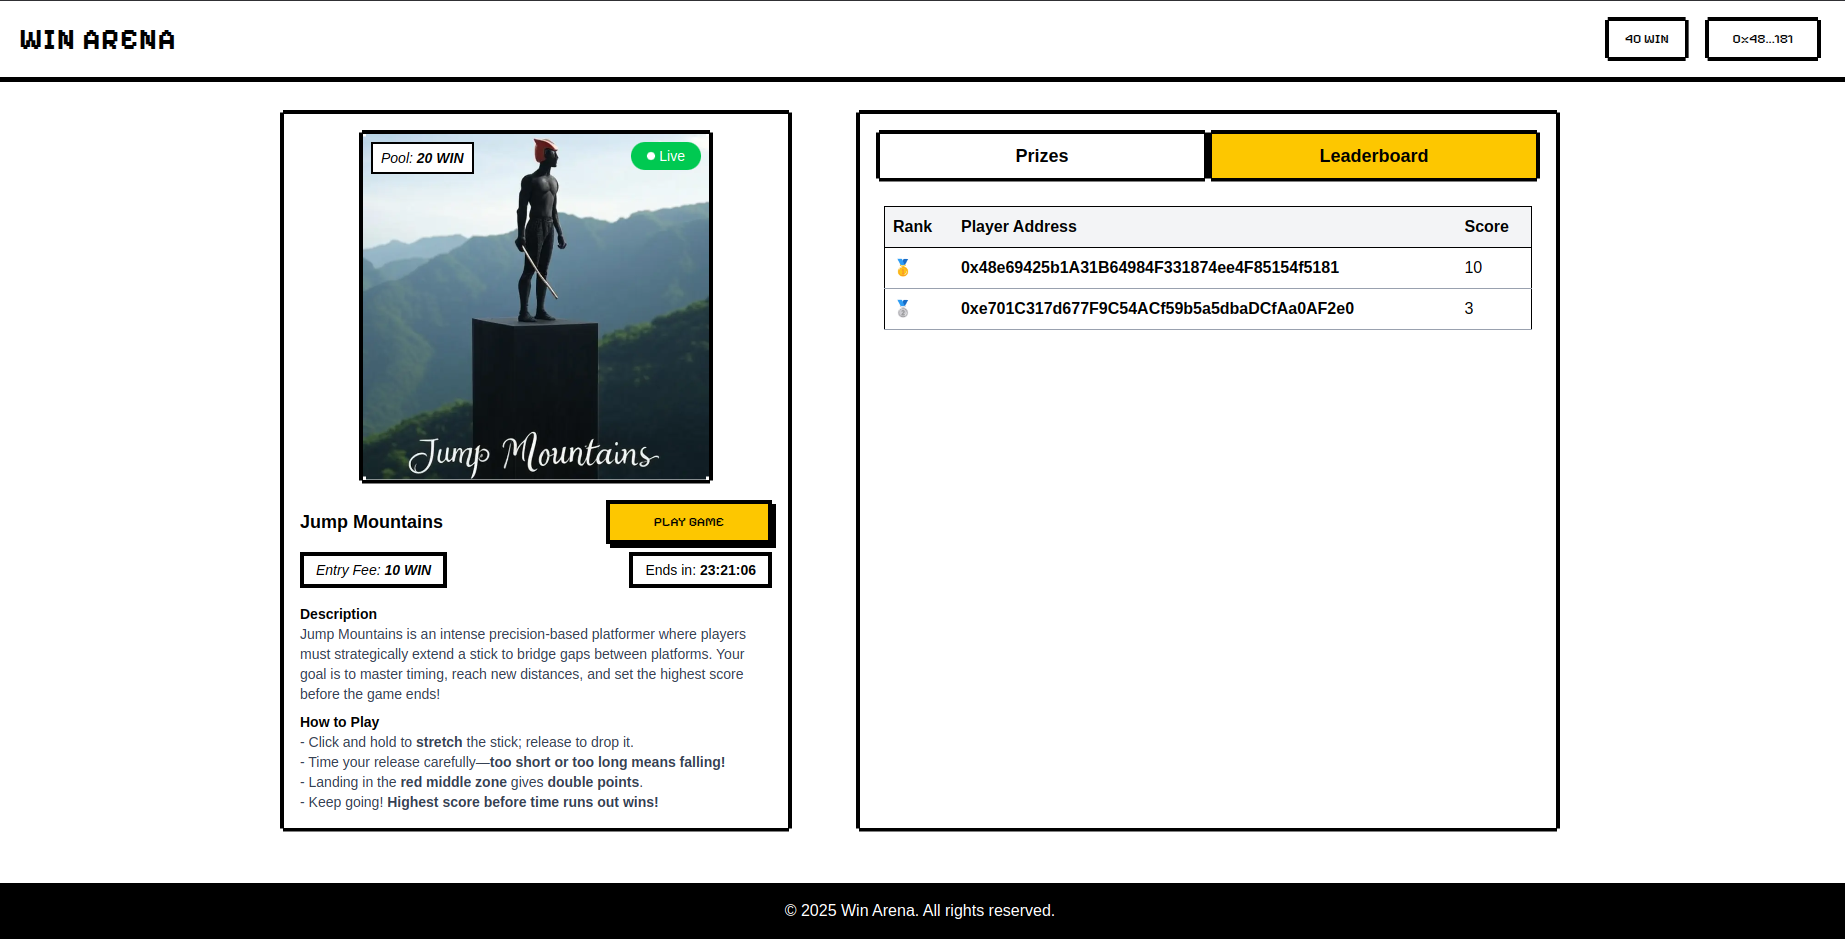 WIN ARENA
40 WIN
0x48...181
Pool: 20 WIN
Live
Jump Mountains
Jump Mountains
PLAY GAME
Entry Fee: 10 WIN
Ends in: 23:21:06
Description
Jump Mountains is an intense precision-based platformer where players
must strategically extend a stick to bridge gaps between platforms. Your
goal is to master timing, reach new distances, and set the highest score
before the game ends!
How to Play
- Click and hold to stretch the stick; release to drop it.
- Time your release carefully—too short or too long means falling!
- Landing in the red middle zone gives double points.
- Keep going! Highest score before time runs out wins!
Prizes
Leaderboard
Rank Player Address Score
0x48e69425b1A31B64984F331874ee4F85154f5181 10
0xe701C317d677F9C54ACf59b5a5dbaDCfAa0AF2e0 3
© 2025 Win Arena. All rights reserved.